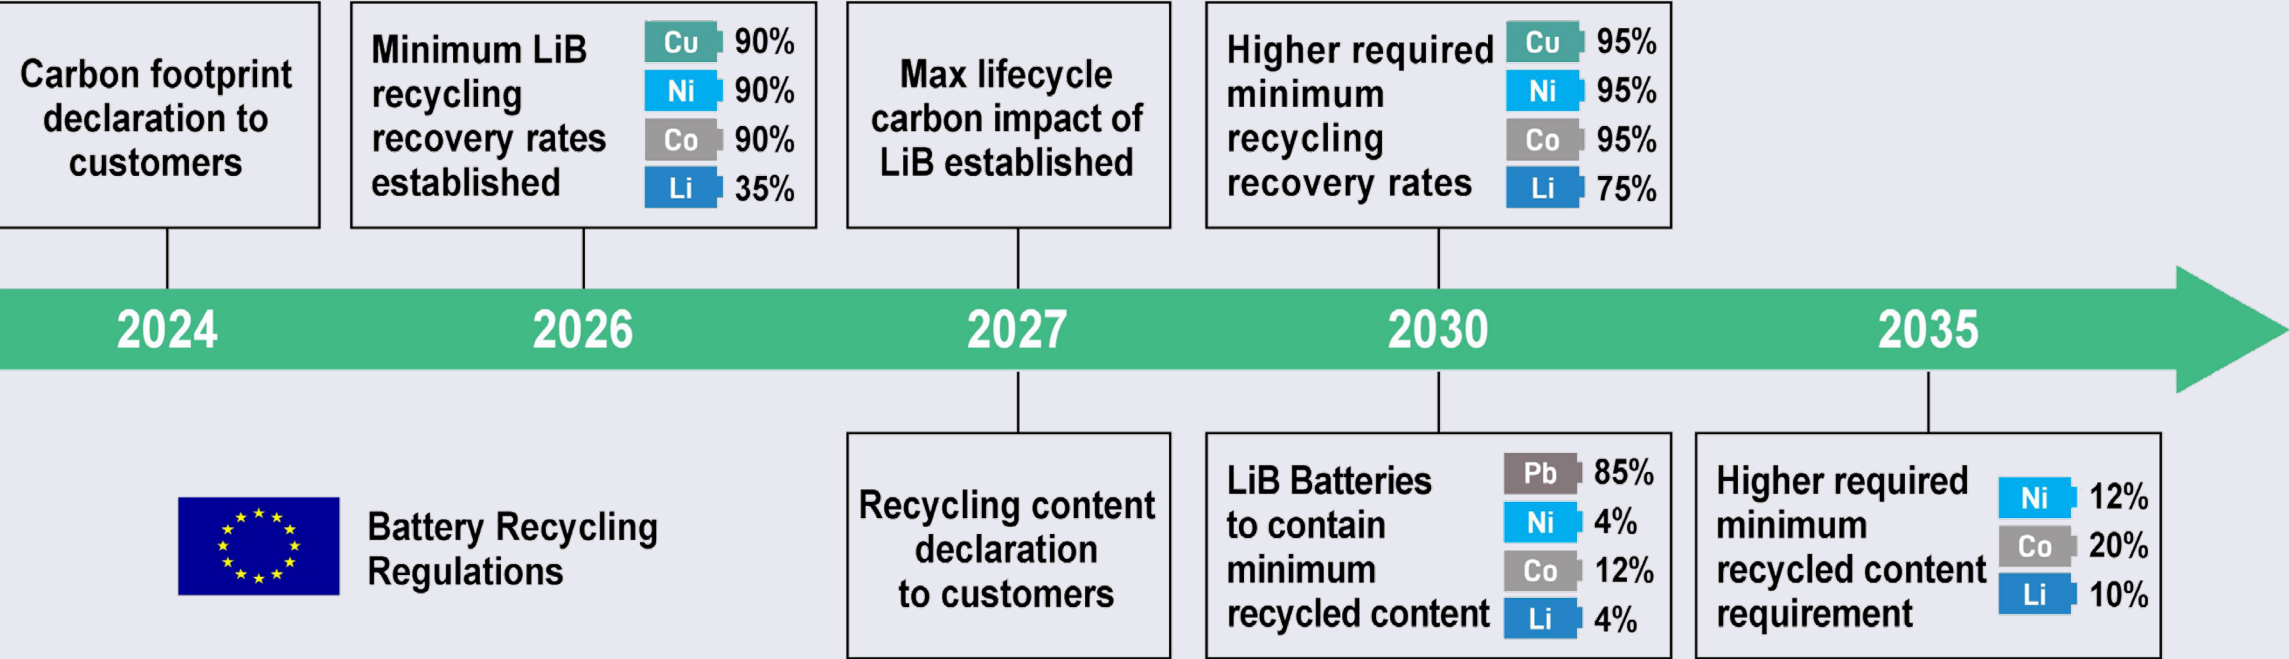 Carbon footprint
declaration to
customers
Minimum LiB
recycling
recovery rates
established
Cu 90%
Ni 90%
Co 90%
Li 35%
Max lifecycle
carbon impact of
LiB established
Higher required
minimum
recycling
recovery rates
Cu 95%
Ni 95%
Co 95%
Li 75%
2024 2026 2027 2030 2035
Battery Recycling
Regulations
Recycling content
declaration
to customers
LiB Batteries
to contain
minimum
recycled content
Pb 85%
Ni 4%
Co 12%
Li 4%
Higher required
minimum
recycled content
requirement
Ni 12%
Co 20%
Li 10%